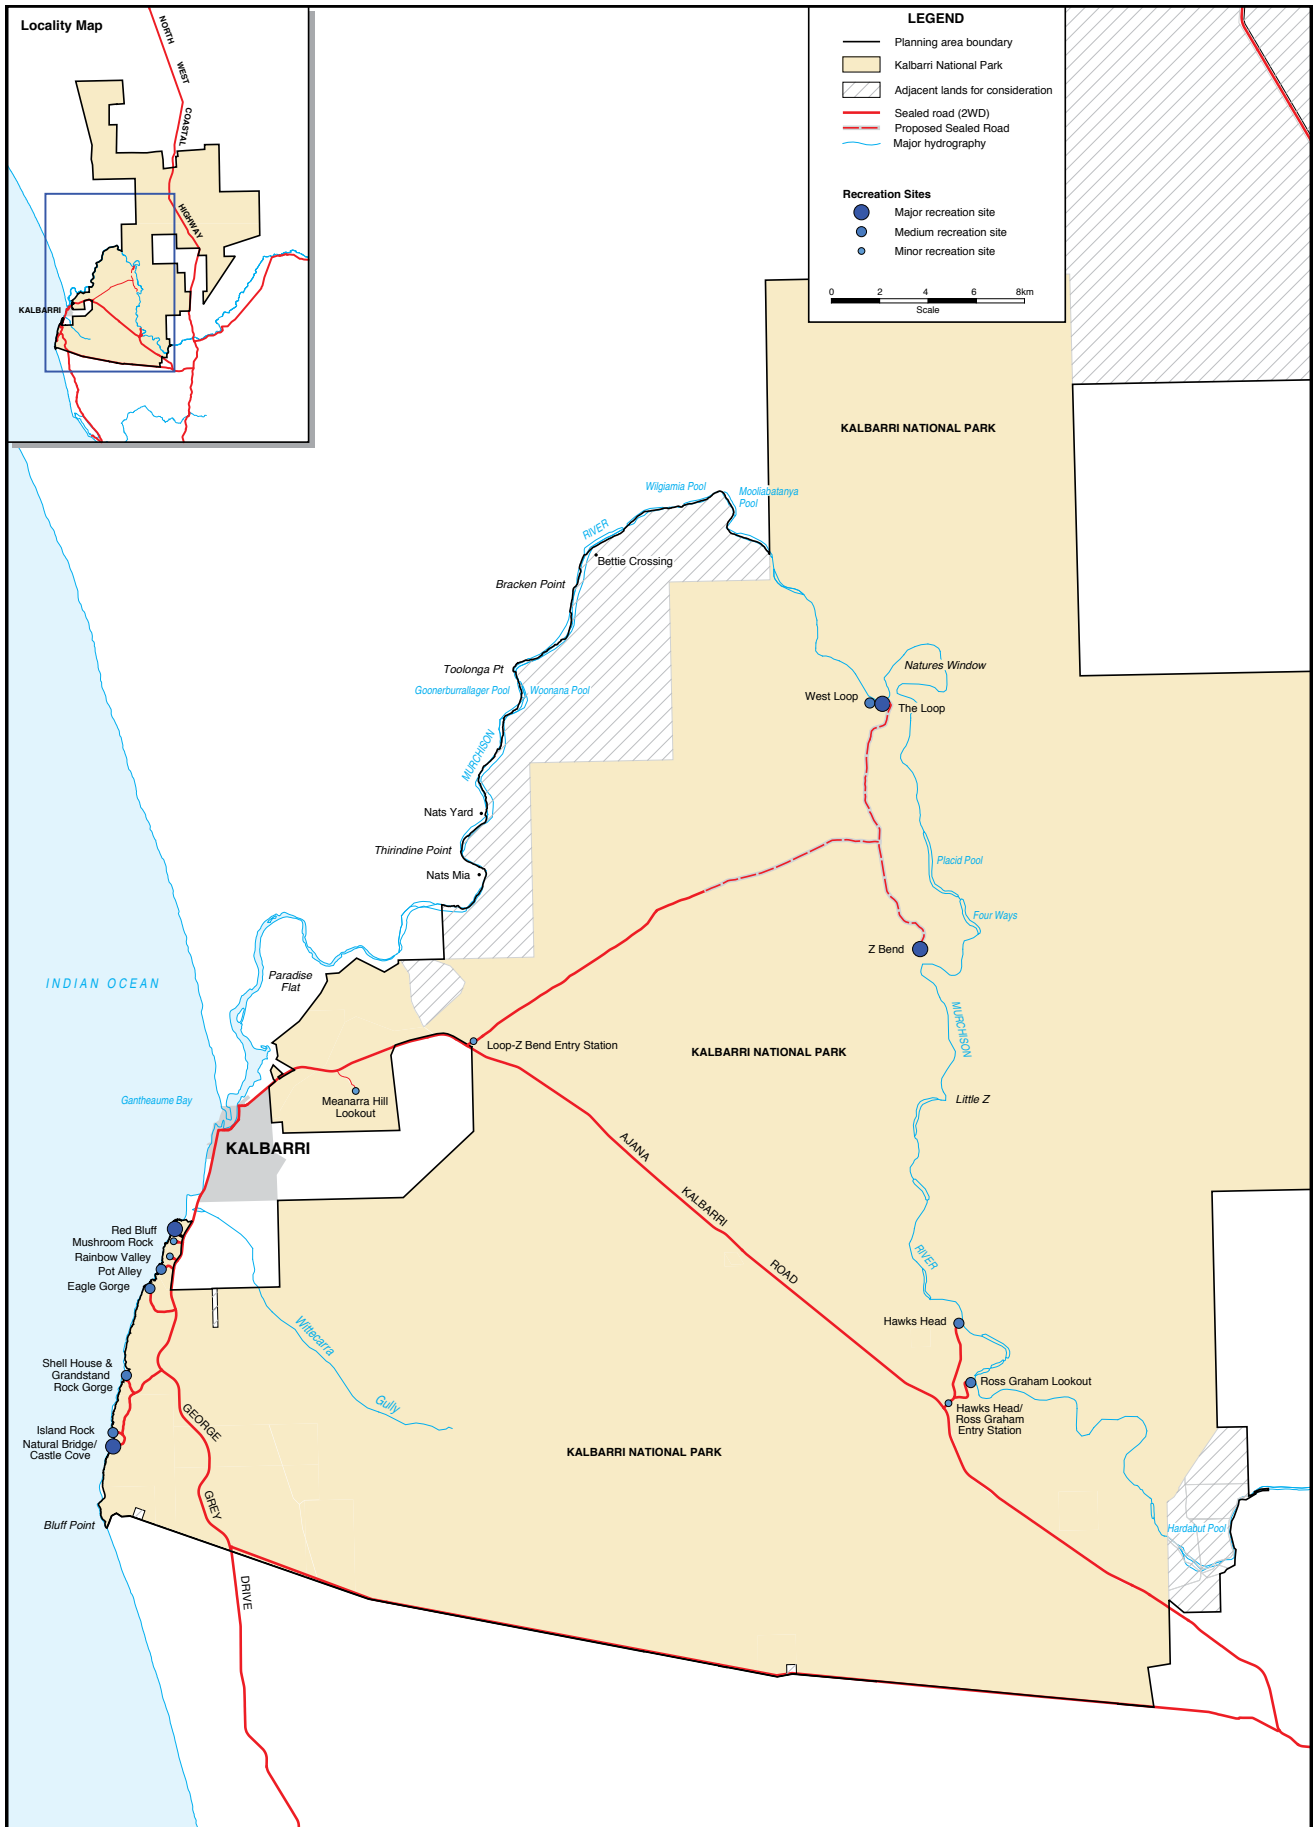 Locality Map
NORTH
WEST
COASTAL
HIGHWAY
KALBARRI
LEGEND
Planning area boundary
Kalbarri National Park
Adjacent lands for consideration
Sealed road (2WD)
Proposed Sealed Road
Major hydrography
Recreation Sites
Major recreation site
Medium recreation site
Minor recreation site
0 2 4 6 8km
Scale
KALBARRI NATIONAL PARK
Wilgiamia Pool
Mooliabatanya
Pool
RIVER
Bettie Crossing
Bracken Point
Toolonga Pt
Goonerburrallager Pool
Woonana Pool
MURCHISON
Natures Window
West Loop
The Loop
Nats Yard
Thirindine Point
Nats Mia
Placid Pool
Four Ways
Z Bend
INDIAN OCEAN
Paradise
Flat
MURCHISON
Loop-Z Bend Entry Station
KALBARRI NATIONAL PARK
Meanarra Hill
Lookout
Gantheaume Bay
Little Z
KALBARRI
AJANA
KALBARRI
ROAD
RIVER
Red Bluff
Mushroom Rock
Rainbow Valley
Pot Alley
Eagle Gorge
Wittecarra
Gully
Hawks Head
Shell House &
Grandstand
Rock Gorge
Ross Graham Lookout
Hawks Head/
Ross Graham
Entry Station
GEORGE
GREY
DRIVE
Island Rock
Natural Bridge/
Castle Cove
KALBARRI NATIONAL PARK
Bluff Point
Hardabut Pool